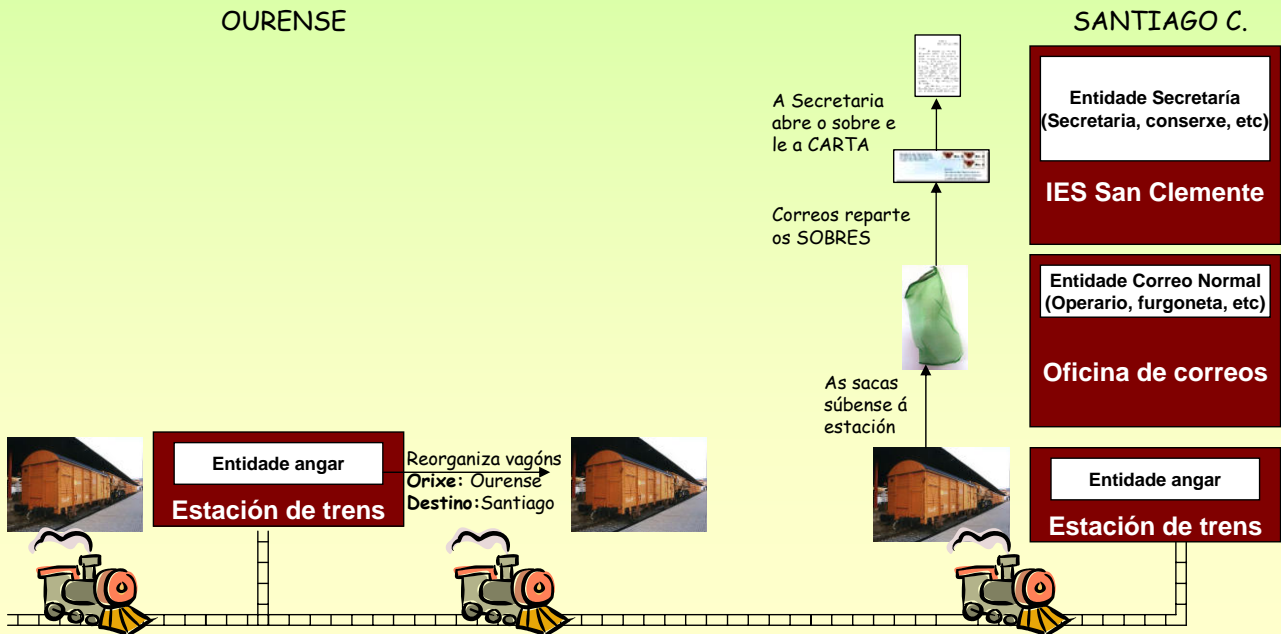 OURENSE
SANTIAGO C.
A Secretaria
abre o sobre e
le a CARTA
Entidade Secretaría
(Secretaria, conserxe, etc)
IES San Clemente
Correos reparte
os SOBRES
Entidade Correo Normal
(Operario, furgoneta, etc)
Oficina de correos
As sacas
súbense á
estación
Entidade angar
Estación de trens
Reorganiza vagóns
Orixe: Ourense
Destino:Santiago
Entidade angar
Estación de trens